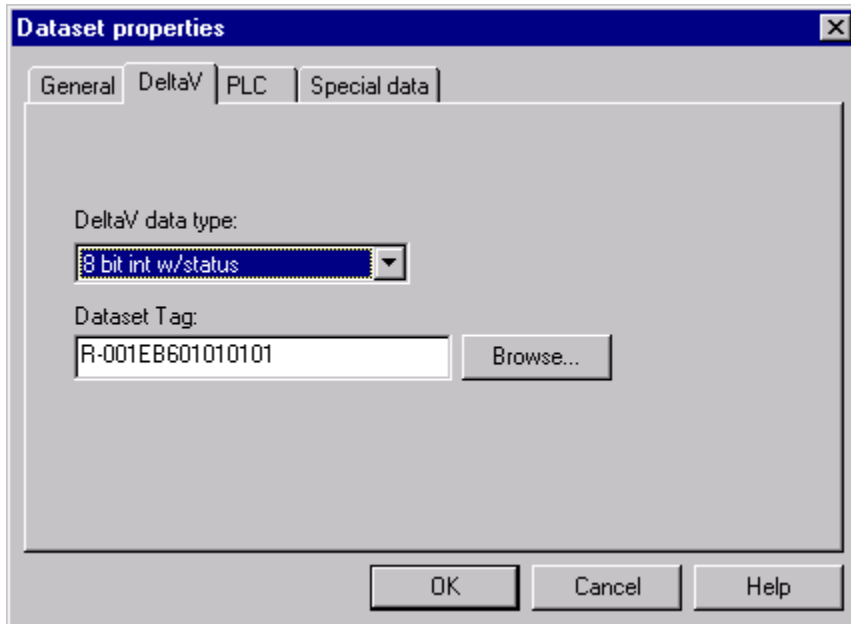 Dataset properties
General DeltaV PLC Special data
DeltaV data type:
8 bit int w/status
Dataset Tag:
R-001EB601010101
Browse...
OK Cancel Help